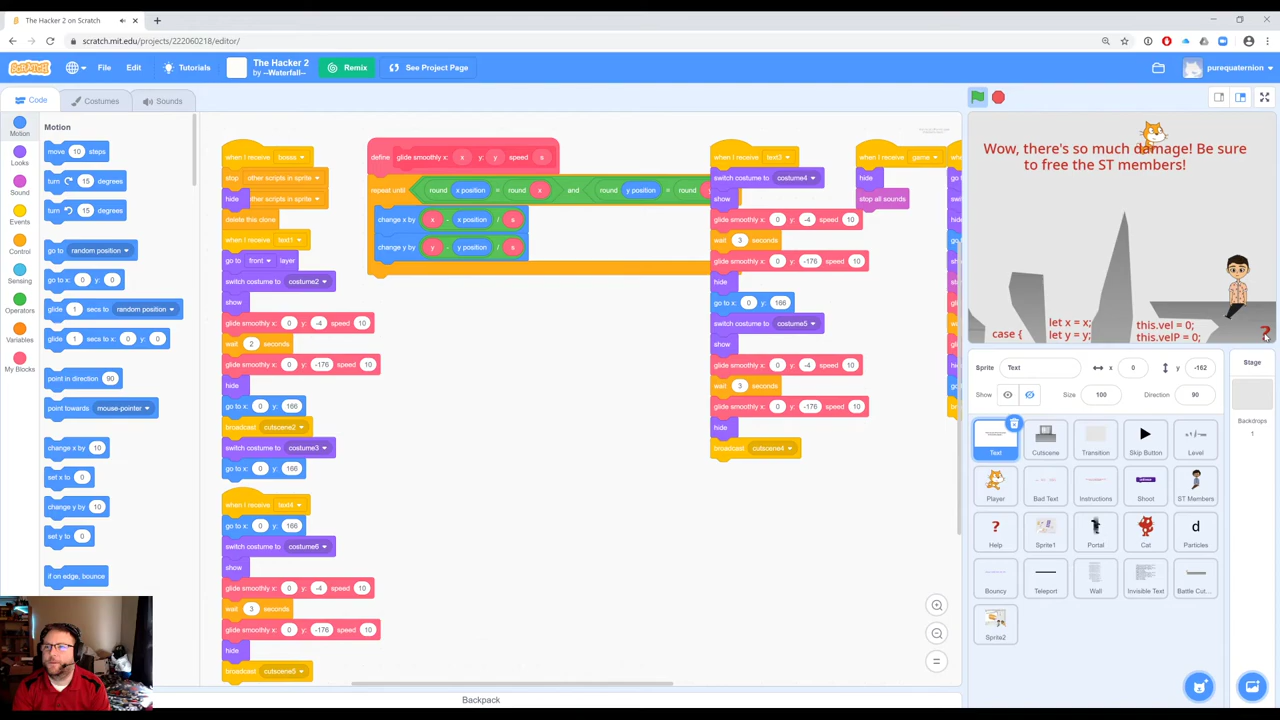 The Hacker 2 on Scratch
scratch.mit.edu/projects/222060218/editor/
SCRATCH
File
Edit
Tutorials
The Hacker 2
by --Waterfall--
Remix
See Project Page
purequaternion
Code
Costumes
Sounds
Motion
Looks
Sound
Events
Control
Sensing
Operators
Variables
My Blocks
Motion
move 10 steps
turn 15 degrees
turn 15 degrees
go to random position
go to x: 0 y: 0
glide 1 secs to random position
glide 1 secs to x: 0 y: 0
point in direction 90
point towards mouse-pointer
change x by 10
set x to 0
change y by 10
set y to 0
if on edge, bounce
when I receive bosss
stop other scripts in sprite
hide other scripts in sprite
delete this clone
when I receive text1
go to front layer
switch costume to costume2
show
glide smoothly x: 0 y: -4 speed 10
wait 2 seconds
glide smoothly x: 0 y: -176 speed 10
hide
go to x: 0 y: 166
broadcast cutscene2
switch costume to costume3
go to x: 0 y: 166
when I receive text4
go to x: 0 y: 166
switch costume to costume6
show
glide smoothly x: 0 y: -4 speed 10
wait 3 seconds
glide smoothly x: 0 y: -176 speed 10
hide
broadcast cutscene5
define glide smoothly x: x y: y speed s
repeat until round x position = round x and round y position = round
change x by x - x position / s
change y by y - y position / s
when I receive text3
switch costume to costume4
show
glide smoothly x: 0 y: -4 speed 10
wait 3 seconds
glide smoothly x: 0 y: -176 speed 10
hide
go to x: 0 y: 166
switch costume to costume5
show
glide smoothly x: 0 y: -4 speed 10
wait 3 seconds
glide smoothly x: 0 y: -176 speed 10
hide
broadcast cutscene4
when I receive game
hide
stop all sounds
Wow, there's so much damage! Be sure
to free the ST members!
case {
let x = x;
let y = y;
this.vel = 0;
this.velP = 0;
?
Sprite
Text
x
0
y
-162
Show
Size
100
Direction
90
Stage
Backdrops
1
Text
Cutscene
Transition
Skip Button
Level
Player
Bad Text
Instructions
Shoot
ST Members
?
Help
Sprite1
Portal
Cat
d
Particles
Bouncy
Teleport
Wall
Invisible Text
Battle Cut...
Sprite2
Backpack